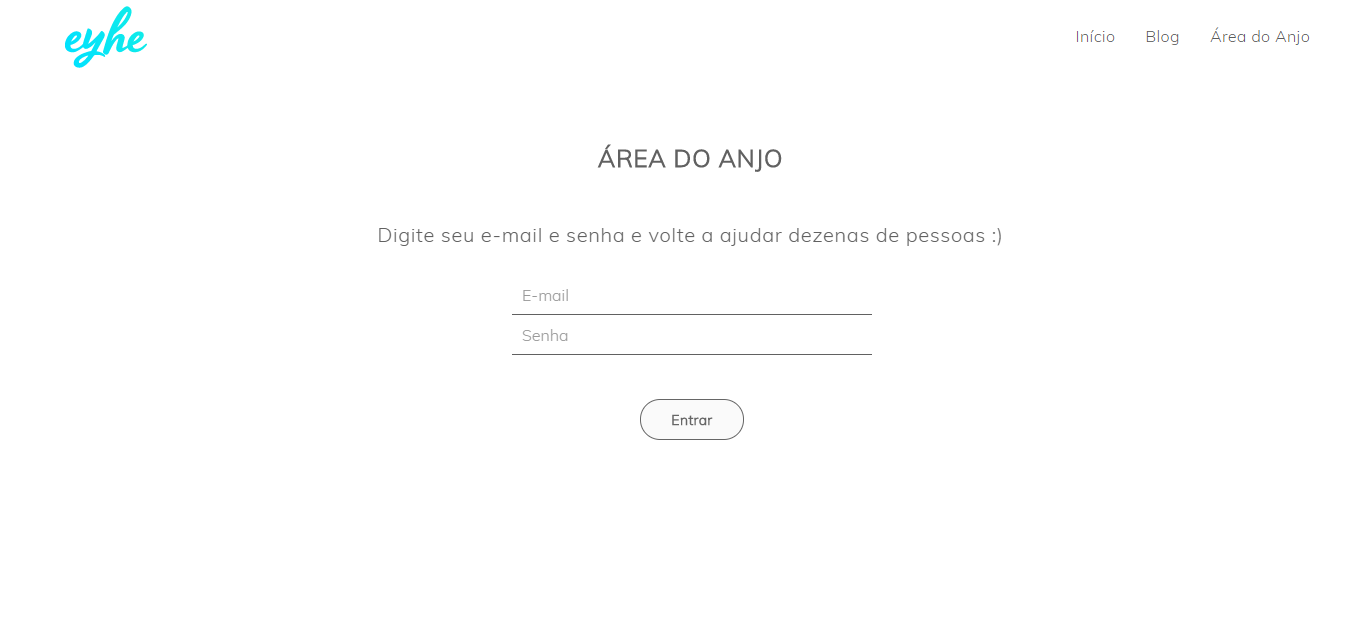 eyhe
Início Blog Área do Anjo
ÁREA DO ANJO
Digite seu e-mail e senha e volte a ajudar dezenas de pessoas :)
E-mail
Senha
Entrar